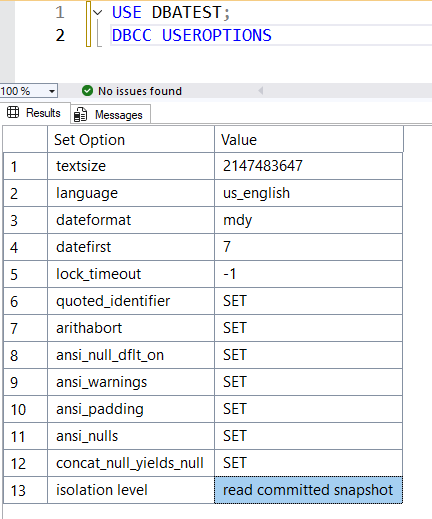 1 USE DBATEST;
2 DBCC USEROPTIONS
100 % No issues found
Results Messages
Set Option Value
1 textsize 2147483647
2 language us_english
3 dateformat mdy
4 datefirst 7
5 lock_timeout -1
6 quoted_identifier SET
7 arithabort SET
8 ansi_null_dflt_on SET
9 ansi_warnings SET
10 ansi_padding SET
11 ansi_nulls SET
12 concat_null_yields_null SET
13 isolation level read committed snapshot